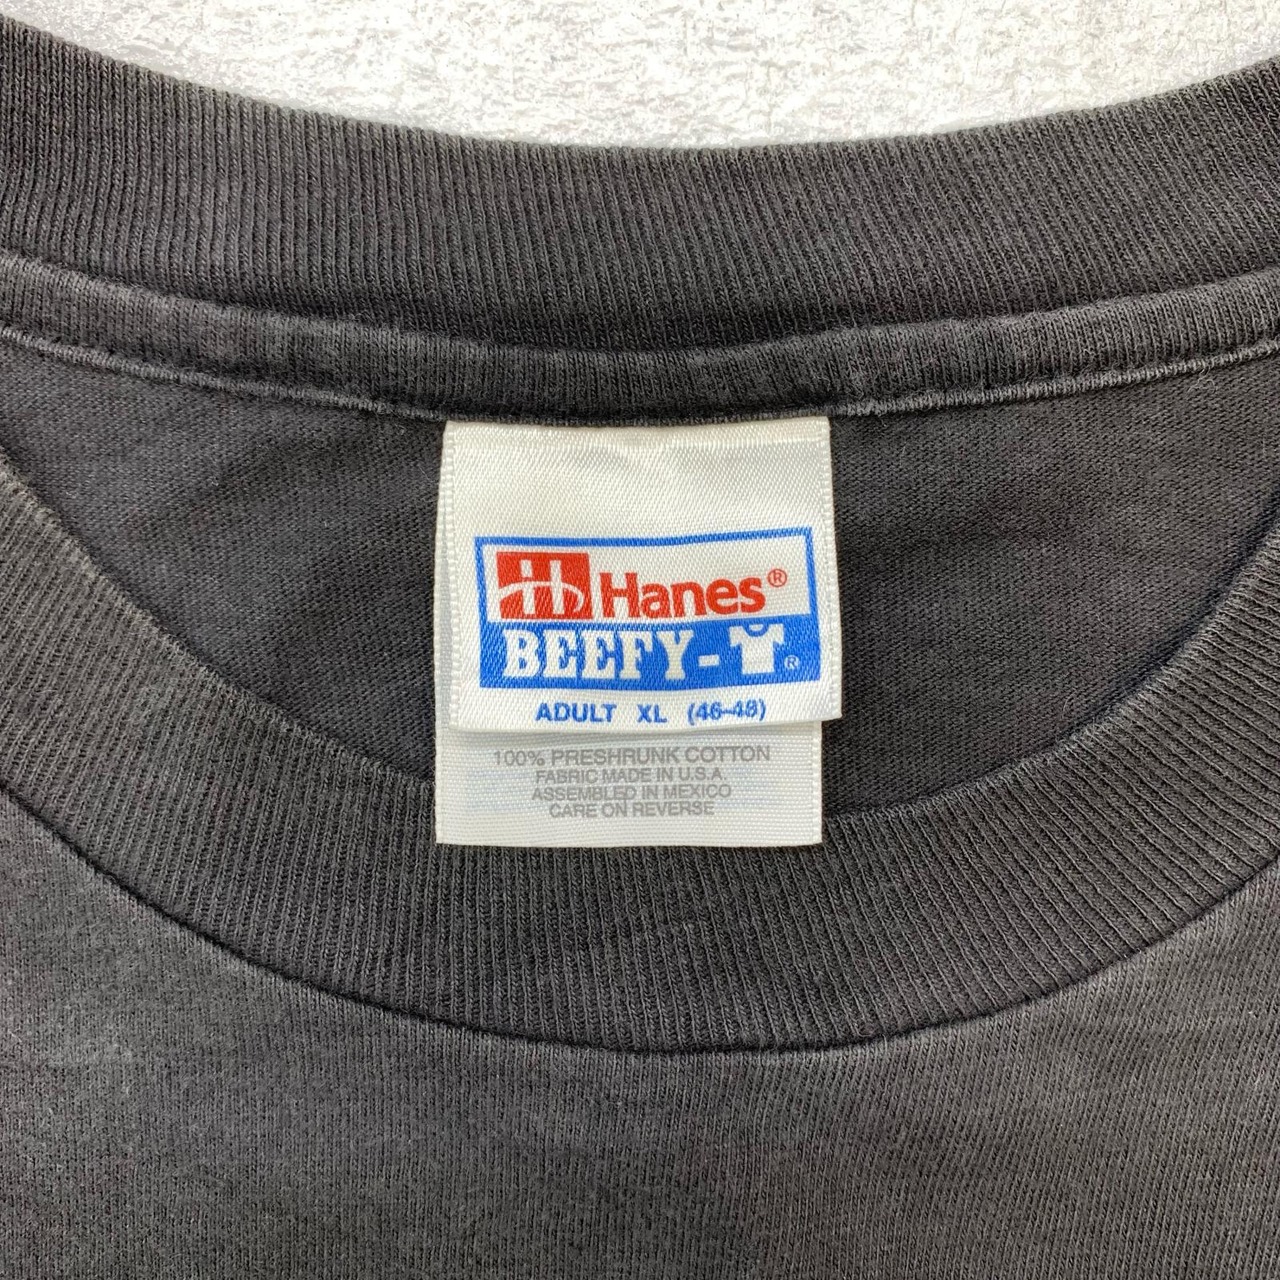 Hanes®
BEEFY-T®
ADULT XL (46-48)
100% PRESHRUNK COTTON
FABRIC MADE IN U.S.A.
ASSEMBLED IN MEXICO
CARE ON REVERSE